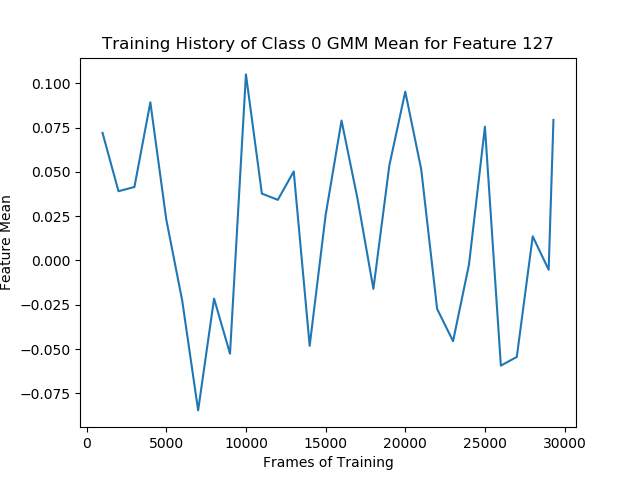 Training History of Class 0 GMM Mean for Feature 127
0.100
0.075
0.050
0.025
0.000
−0.025
−0.050
−0.075
Feature Mean
0 5000 10000 15000 20000 25000 30000
Frames of Training